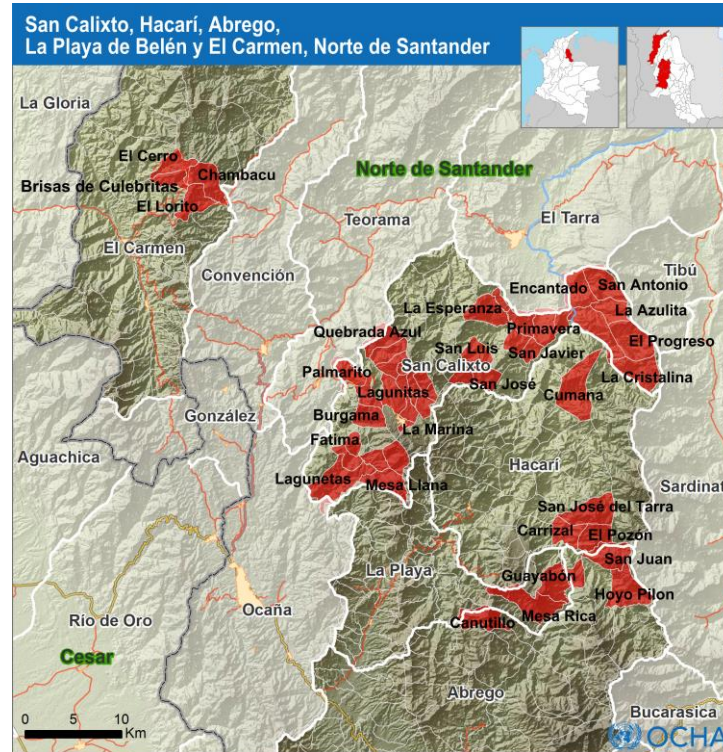 San Calixto, Hacarí, Abrego,
La Playa de Belén y El Carmen, Norte de Santander
La Gloria
El Cerro
Chambacu
Brisas de Culebritas
El Lorito
El Carmen
Norte de Santander
Teorama
El Tarra
Convención
Tibú
Encantado
San Antonio
La Esperanza
La Azulita
Quebrada Azul
Primavera
El Progreso
San Luis
San Javier
Palmarito
San Calixto
San José
La Cristalina
Lagunitas
Cumana
González
Burgama
La Marina
Fatima
Aguachica
Hacarí
Lagunetas
Mesa Llana
Sardinat
San José del Tarra
Carrizal
El Pozón
San Juan
La Playa
Guayabón
Hoyo Pilon
Ocaña
Río de Oro
Mesa Rica
Canutillo
Cesar
Abrego
Bucarasica
0 5 10
Km
OCHA